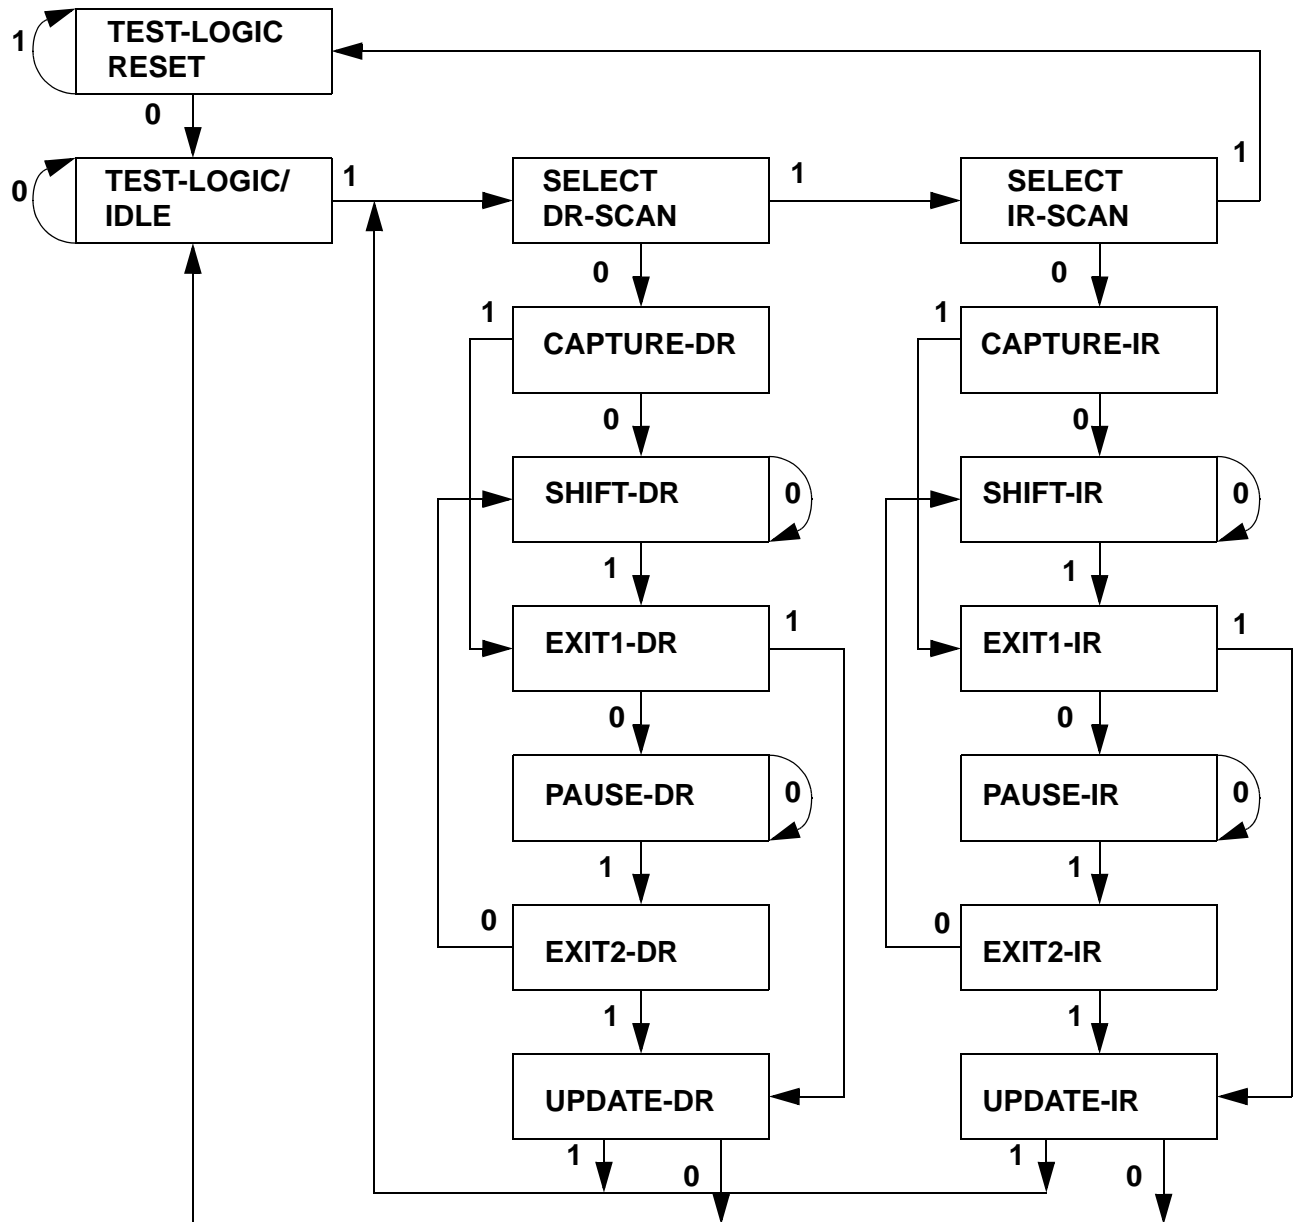 TEST-LOGIC
RESET
1
0
TEST-LOGIC/
IDLE
0
1
SELECT
DR-SCAN
1
SELECT
IR-SCAN
1
0
0
1
CAPTURE-DR
1
CAPTURE-IR
0
0
SHIFT-DR
0
SHIFT-IR
0
1
1
EXIT1-DR
1
EXIT1-IR
1
0
0
PAUSE-DR
0
PAUSE-IR
0
1
1
0
EXIT2-DR
0
EXIT2-IR
1
1
UPDATE-DR
UPDATE-IR
1
0
1
0